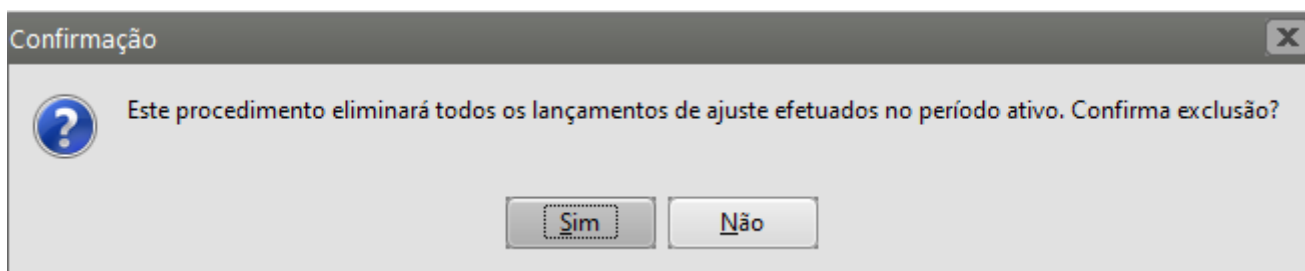 Confirmação
Este procedimento eliminará todos os lançamentos de ajuste efetuados no período ativo. Confirma exclusão?
Sim
Não